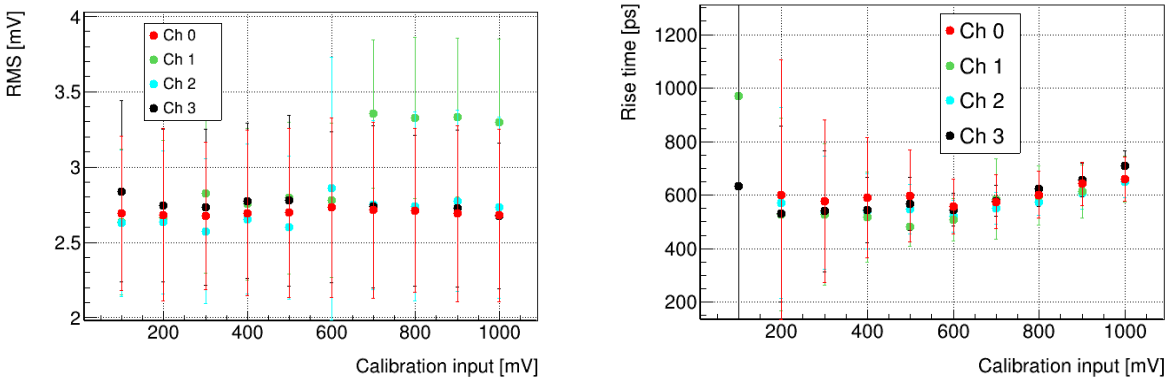 RMS [mV]
4
3.5
3
2.5
2
Ch 0
Ch 1
Ch 2
Ch 3
200 400 600 800 1000
Calibration input [mV]
Rise time [ps]
1200
1000
800
600
400
200
Ch 0
Ch 1
Ch 2
Ch 3
200 400 600 800 1000
Calibration input [mV]